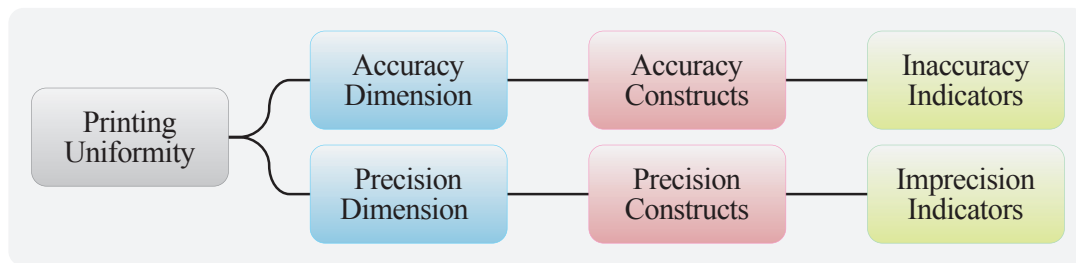 Printing
Uniformity
Accuracy
Dimension
Accuracy
Constructs
Inaccuracy
Indicators
Precision
Dimension
Precision
Constructs
Imprecision
Indicators